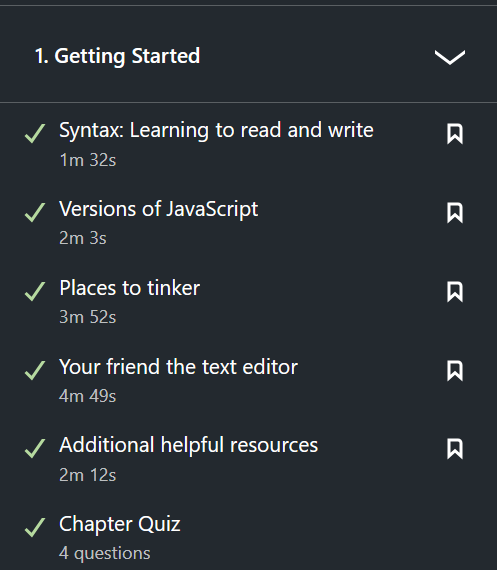 1. Getting Started
Syntax: Learning to read and write
1m 32s
Versions of JavaScript
2m 3s
Places to tinker
3m 52s
Your friend the text editor
4m 49s
Additional helpful resources
2m 12s
Chapter Quiz
4 questions